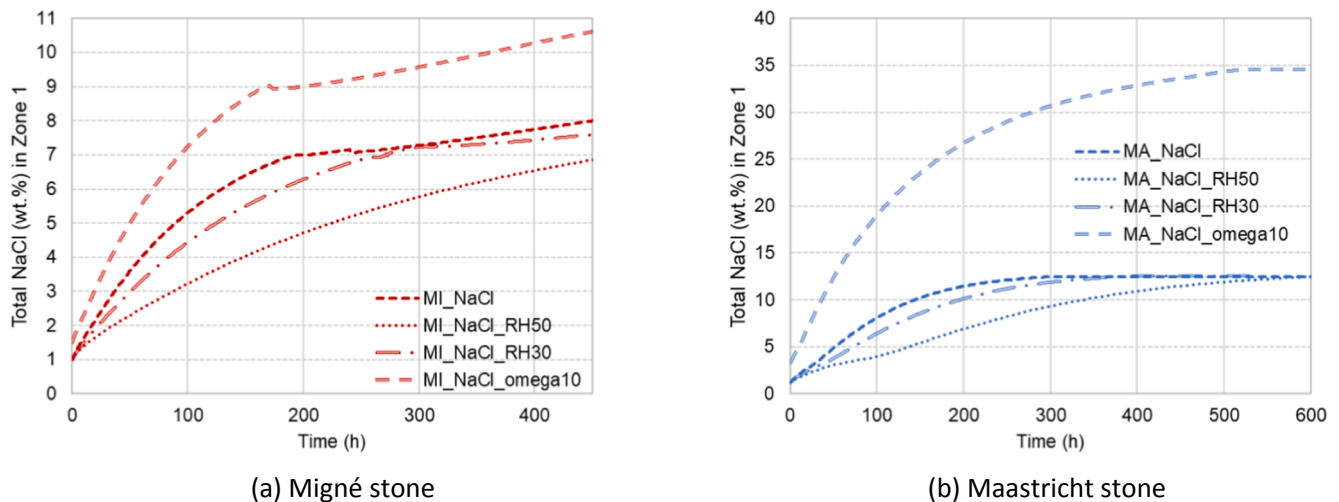 Total NaCl (wt.%) in Zone 1
11
10
9
8
7
6
5
4
3
2
1
0
0 100 200 300 400
Time (h)
MI_NaCl
MI_NaCl_RH50
MI_NaCl_RH30
MI_NaCl_omega10
(a) Migné stone
Total NaCl (wt.%) in Zone 1
40
35
30
25
20
15
10
5
0
0 100 200 300 400 500 600
Time (h)
MA_NaCl
MA_NaCl_RH50
MA_NaCl_RH30
MA_NaCl_omega10
(b) Maastricht stone